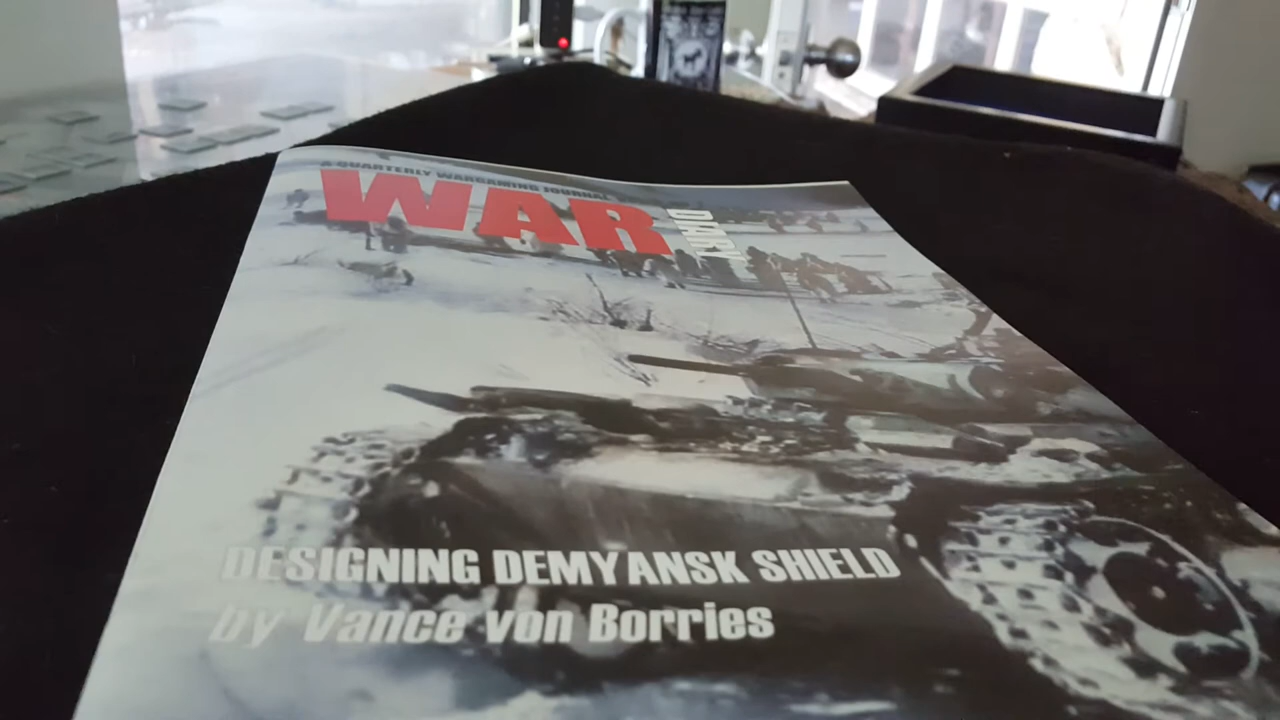 A QUARTERLY WARGAMING JOURNAL
WAR
DIARY
DESIGNING DEMYANSK SHIELD
by Vance von Borries